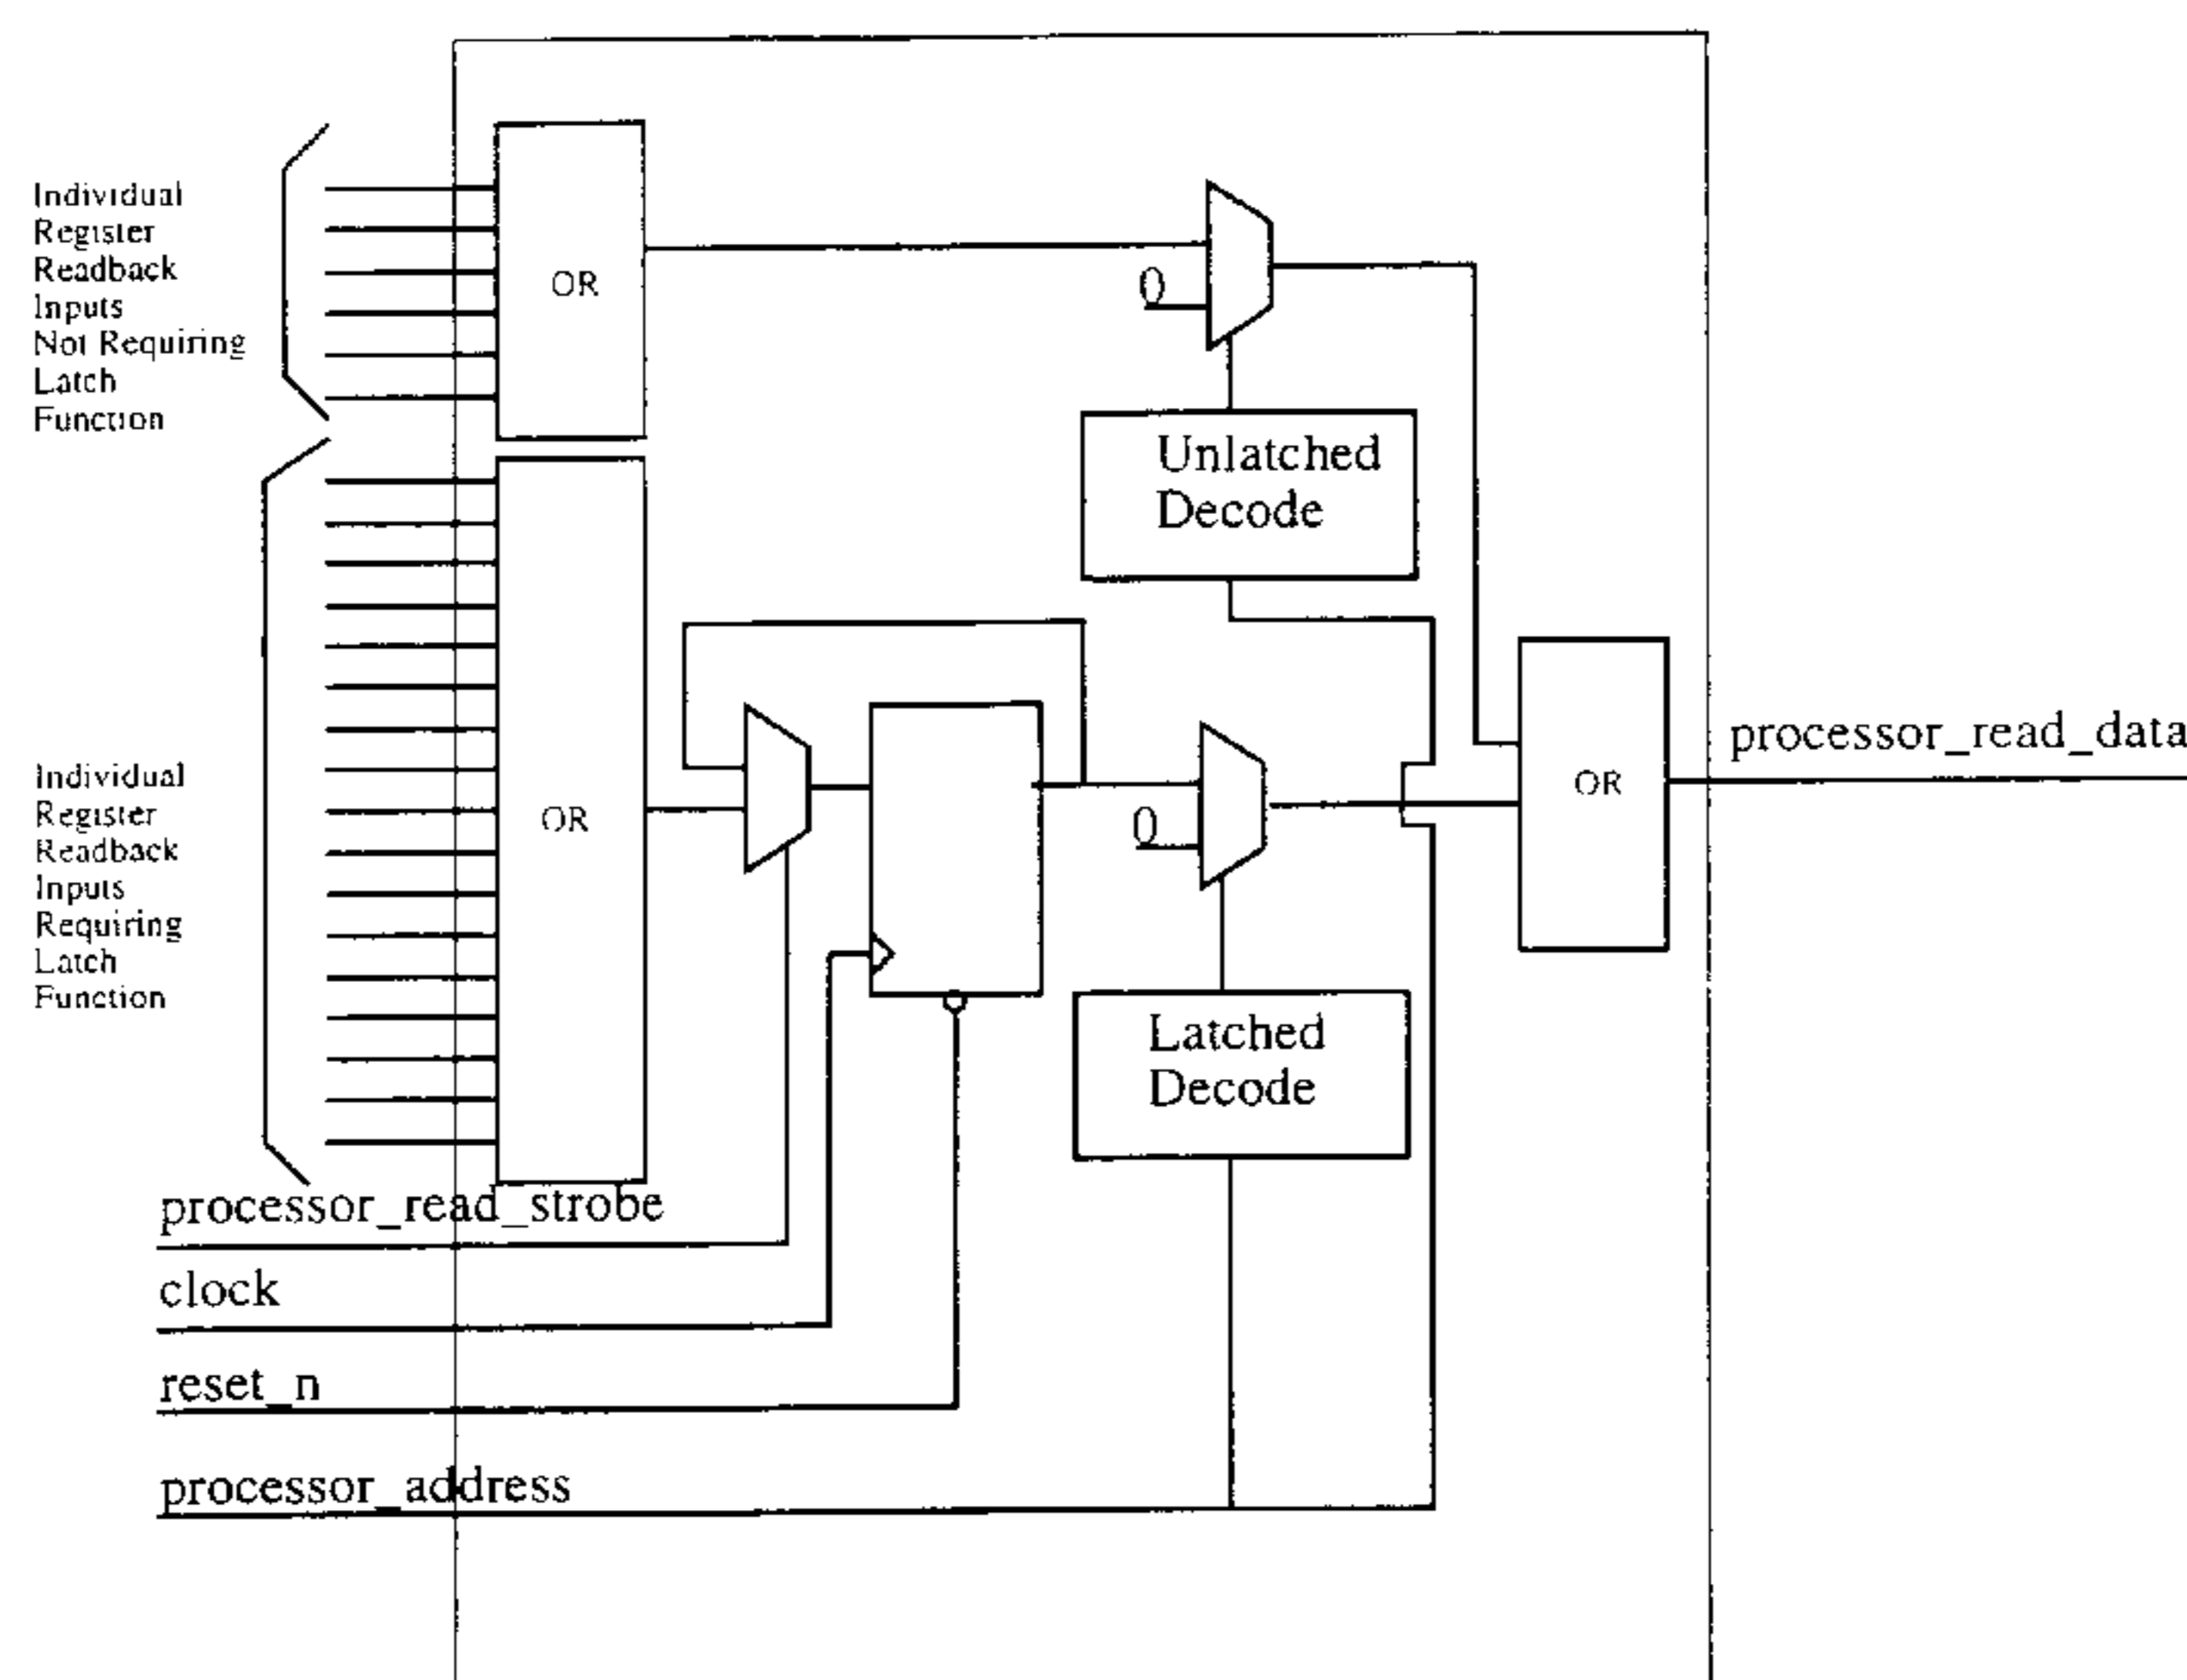 Individual
Register
Readback
Inputs
Not Requiring
Latch
Function
OR
0
Unlatched
Decode
Individual
Register
Readback
Inputs
Requiring
Latch
Function
OR
0
OR
processor_read_data
Latched
Decode
processor_read_strobe
clock
reset_n
processor_address